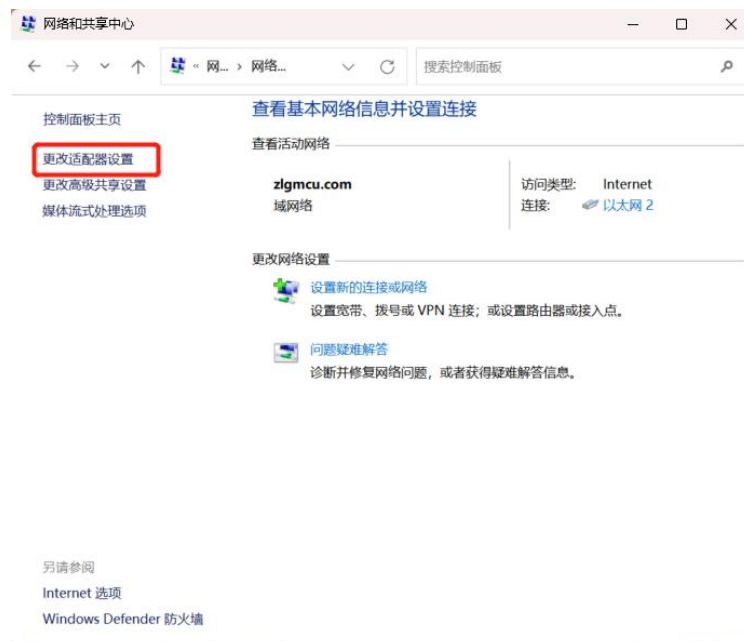 网络和共享中心
« 网... › 网络...
搜索控制面板
控制面板主页
更改适配器设置
更改高级共享设置
媒体流式处理选项
查看基本网络信息并设置连接
查看活动网络
zlgmcu.com
域网络
访问类型: Internet
连接: 以太网 2
更改网络设置
设置新的连接或网络
设置宽带、拨号或 VPN 连接；或设置路由器或接入点。
问题疑难解答
诊断并修复网络问题，或者获得疑难解答信息。
另请参阅
Internet 选项
Windows Defender 防火墙